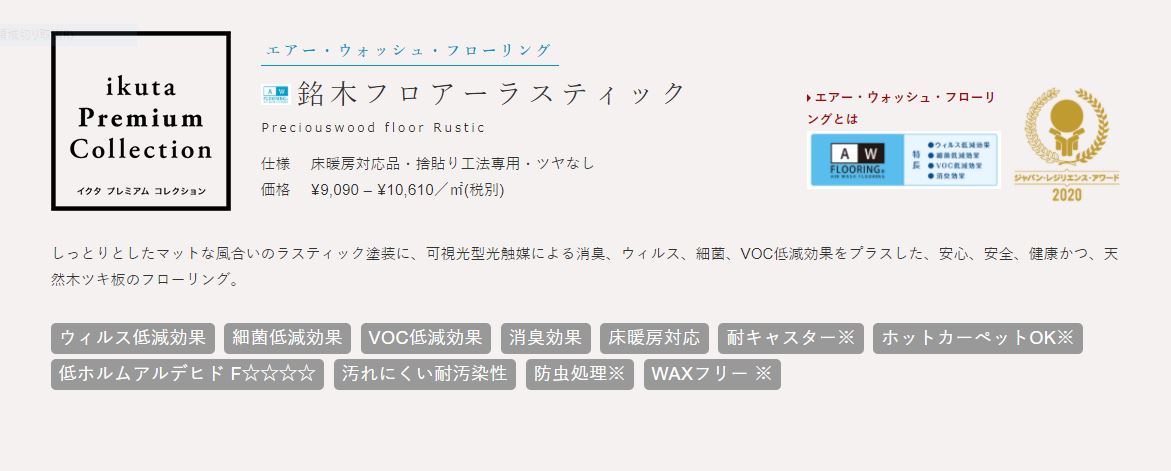 ikuta
Premium
Collection
イクタ プレミアム コレクション
エアー・ウォッシュ・フローリング
AW
FLOORING
銘木フロアーラスティック
Preciouswood floor Rustic
仕様 床暖房対応品・捨貼り工法専用・ツヤなし
価格 ¥9,090 – ¥10,610／㎡(税別)
エアー・ウォッシュ・フローリ
ングとは
AW
FLOORING®
AIR WASH FLOORING
特長
●ウィルス低減効果
●細菌低減効果
●VOC低減効果
●消臭効果
ジャパン・レジリエンス・アワード
2020
しっとりとしたマットな風合いのラスティック塗装に、可視光型光触媒による消臭、ウィルス、細菌、VOC低減効果をプラスした、安心、安全、健康かつ、天
然木ツキ板のフローリング。
ウィルス低減効果 細菌低減効果 VOC低減効果 消臭効果 床暖房対応 耐キャスター※ ホットカーペットOK※
低ホルムアルデヒド F☆☆☆☆ 汚れにくい耐汚染性 防虫処理※ WAXフリー ※